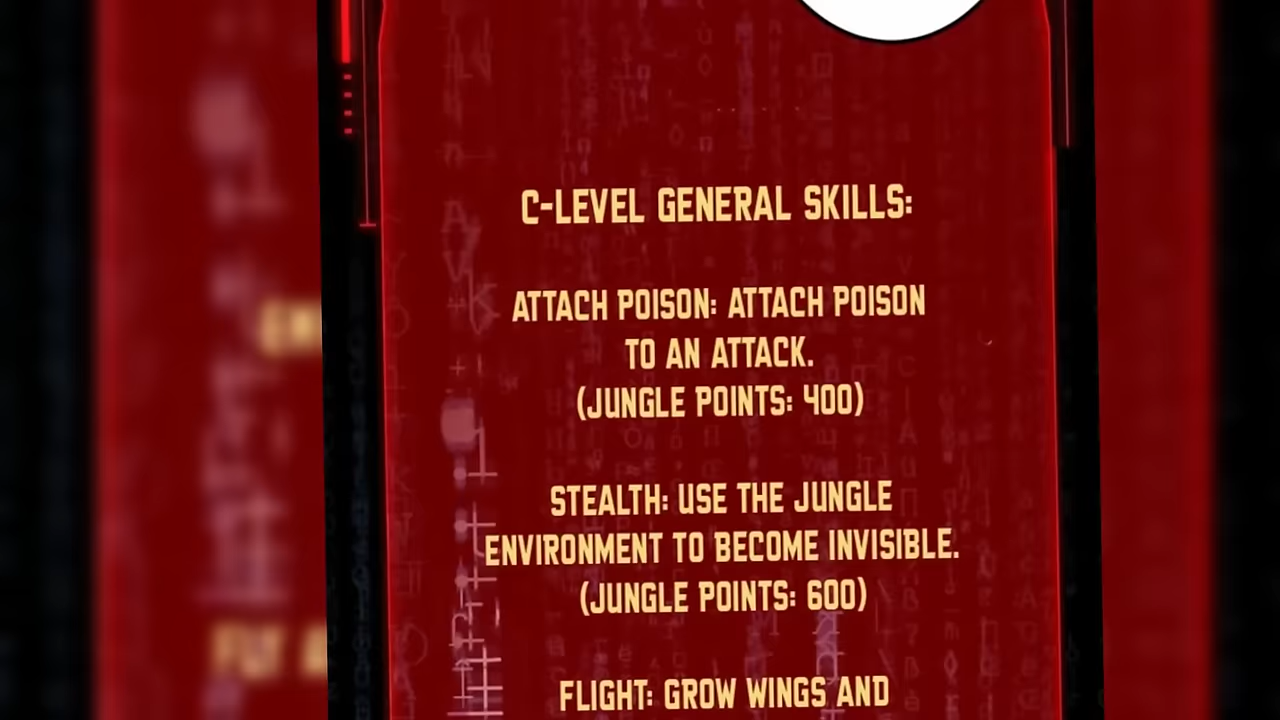 C-LEVEL GENERAL SKILLS:
ATTACH POISON: ATTACH POISON
TO AN ATTACK.
(JUNGLE POINTS: 400)
STEALTH: USE THE JUNGLE
ENVIRONMENT TO BECOME INVISIBLE.
(JUNGLE POINTS: 600)
FLIGHT: GROW WINGS AND